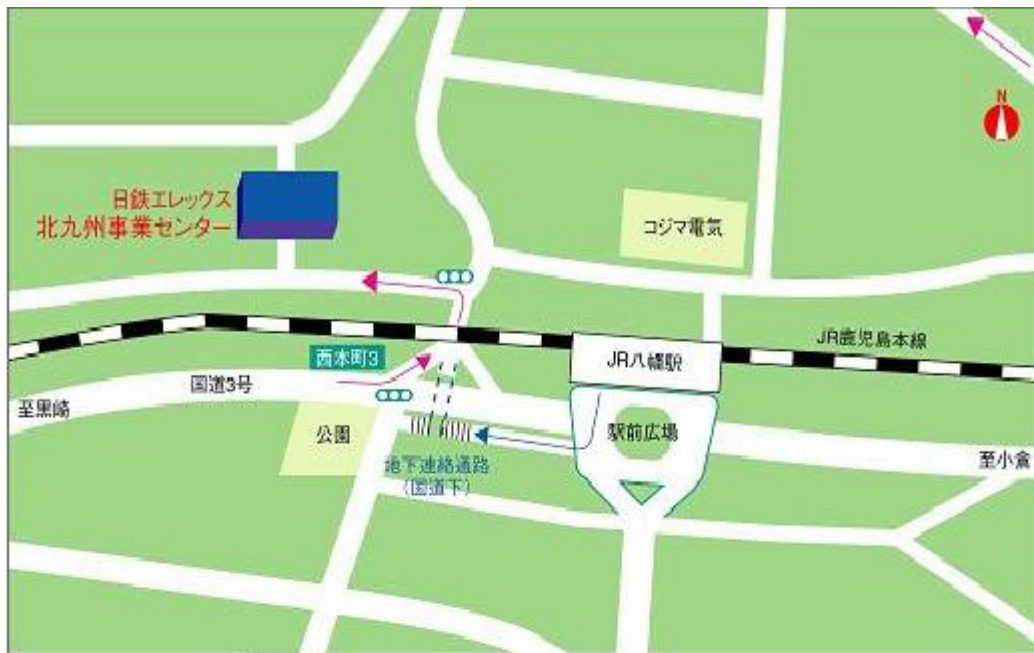 N
日鉄エレックス
北九州事業センター
コジマ電気
JR鹿児島本線
西本町3
JR八幡駅
国道3号
至黒崎
公園
駅前広場
至小倉
地下連絡通路
(国道下)